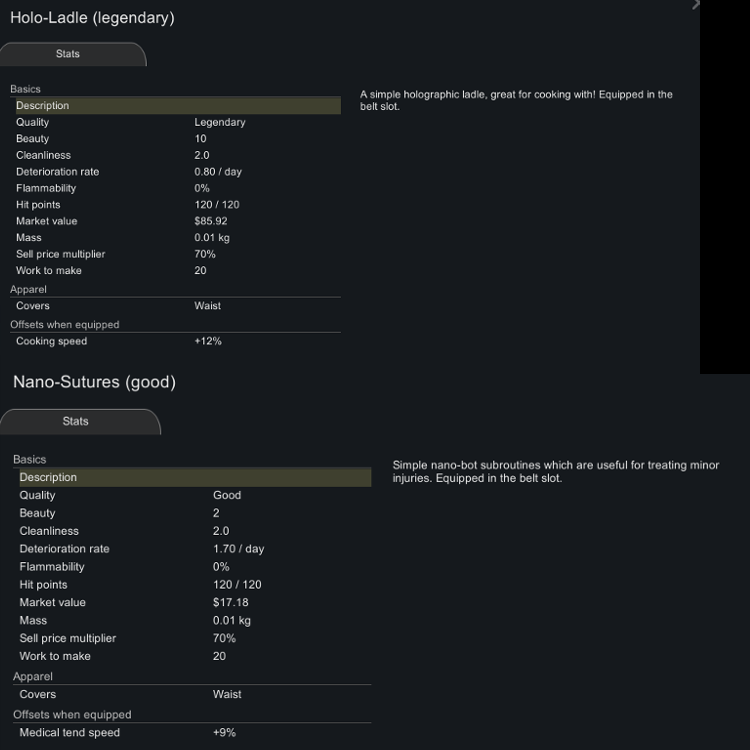 Holo-Ladle (legendary)
Stats
Basics
Description
A simple holographic ladle, great for cooking with! Equipped in the
belt slot.
Quality Legendary
Beauty 10
Cleanliness 2.0
Deterioration rate 0.80 / day
Flammability 0%
Hit points 120 / 120
Market value $85.92
Mass 0.01 kg
Sell price multiplier 70%
Work to make 20
Apparel
Covers Waist
Offsets when equipped
Cooking speed +12%
Nano-Sutures (good)
Stats
Basics
Description
Simple nano-bot subroutines which are useful for treating minor
injuries. Equipped in the belt slot.
Quality Good
Beauty 2
Cleanliness 2.0
Deterioration rate 1.70 / day
Flammability 0%
Hit points 120 / 120
Market value $17.18
Mass 0.01 kg
Sell price multiplier 70%
Work to make 20
Apparel
Covers Waist
Offsets when equipped
Medical tend speed +9%